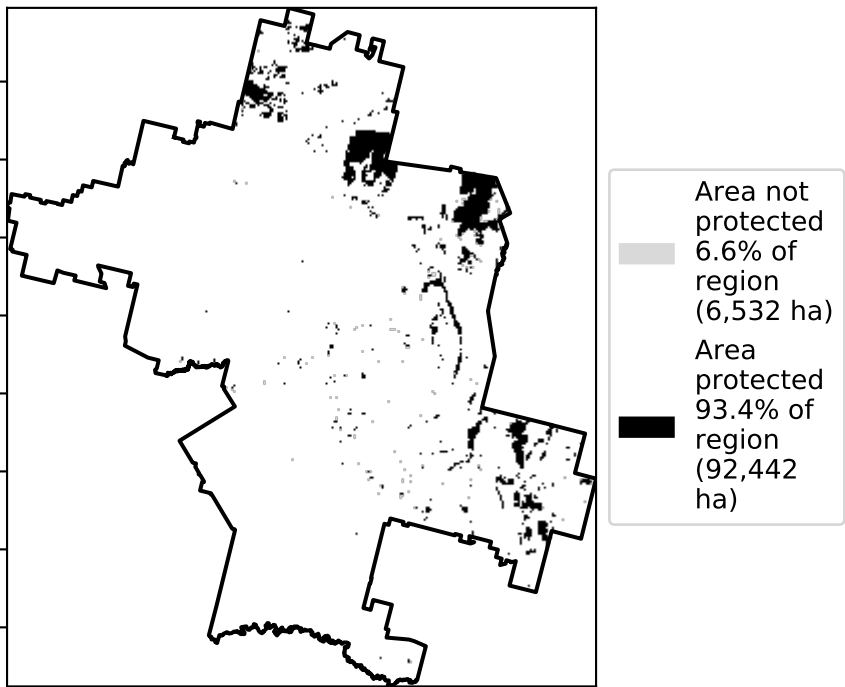 Area not
protected
6.6% of
region
(6,532 ha)
Area
protected
93.4% of
region
(92,442
ha)